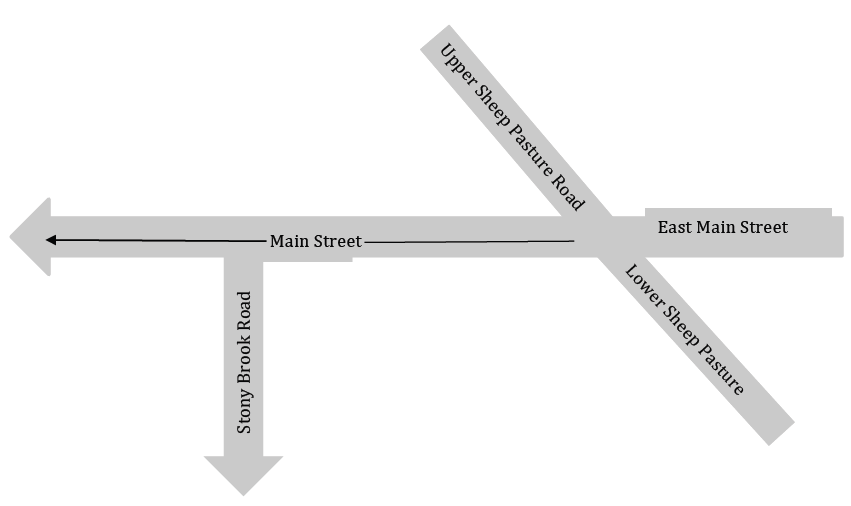 Upper Sheep Pasture Road
East Main Street
Main Street
Lower Sheep Pasture
Stony Brook Road